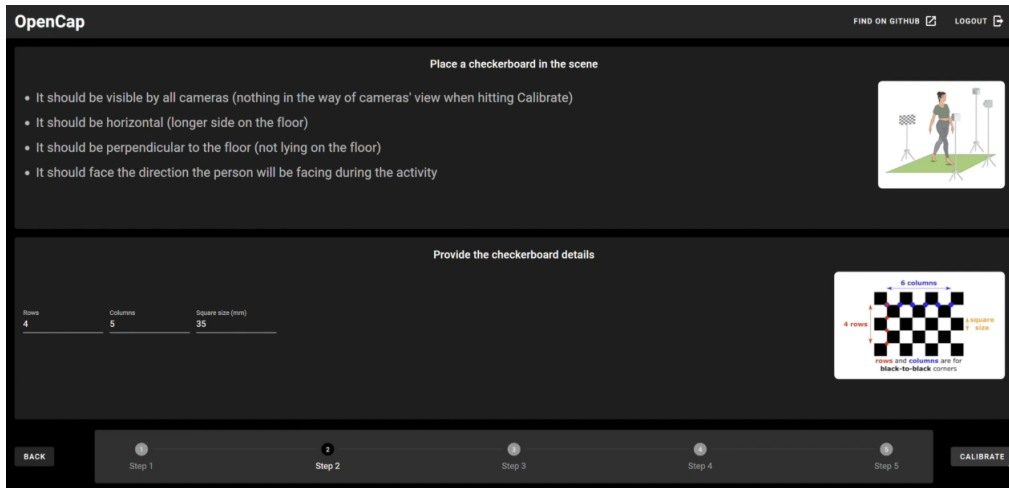 OpenCap
FIND ON GITHUB
LOGOUT
Place a checkerboard in the scene
• It should be visible by all cameras (nothing in the way of cameras' view when hitting Calibrate)
• It should be horizontal (longer side on the floor)
• It should be perpendicular to the floor (not lying on the floor)
• It should face the direction the person will be facing during the activity
Provide the checkerboard details
Rows
4
Columns
5
Square size (mm)
35
6 columns
4 rows
square
size
rows and columns are for
black-to-black corners
BACK
1
Step 1
2
Step 2
3
Step 3
4
Step 4
5
Step 5
CALIBRATE